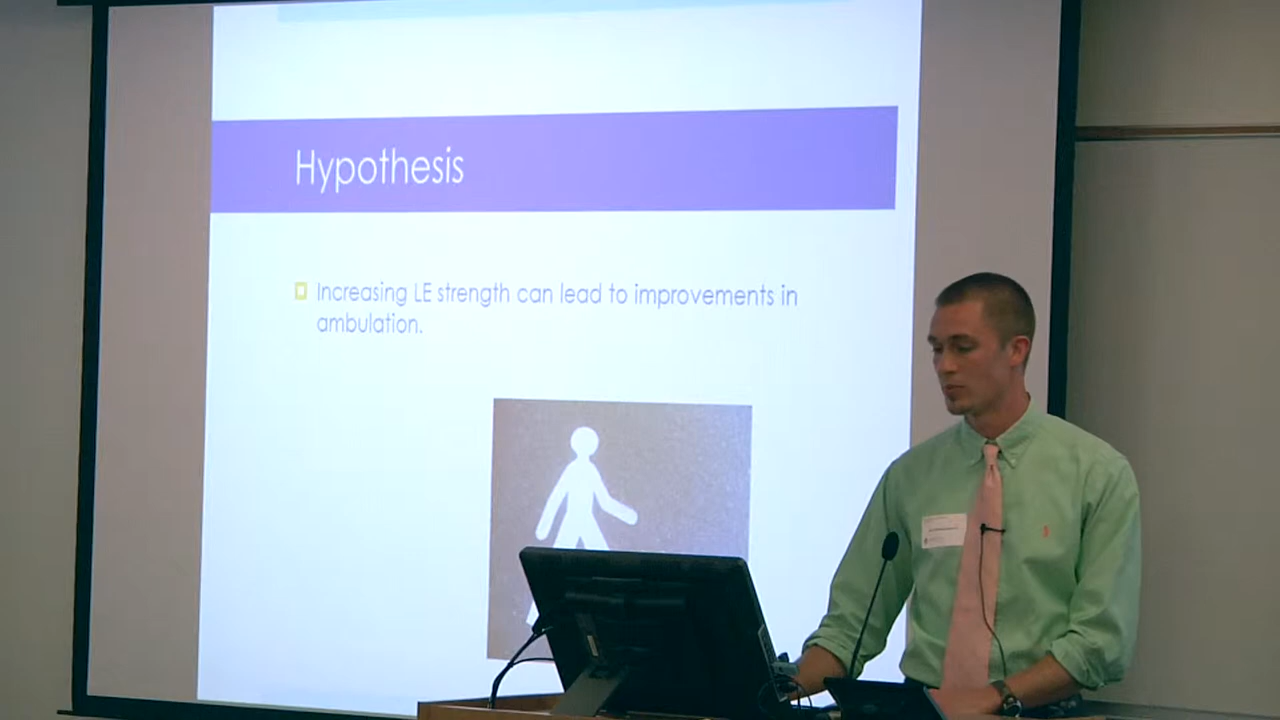 Hypothesis
Increasing LE strength can lead to improvements in
ambulation.